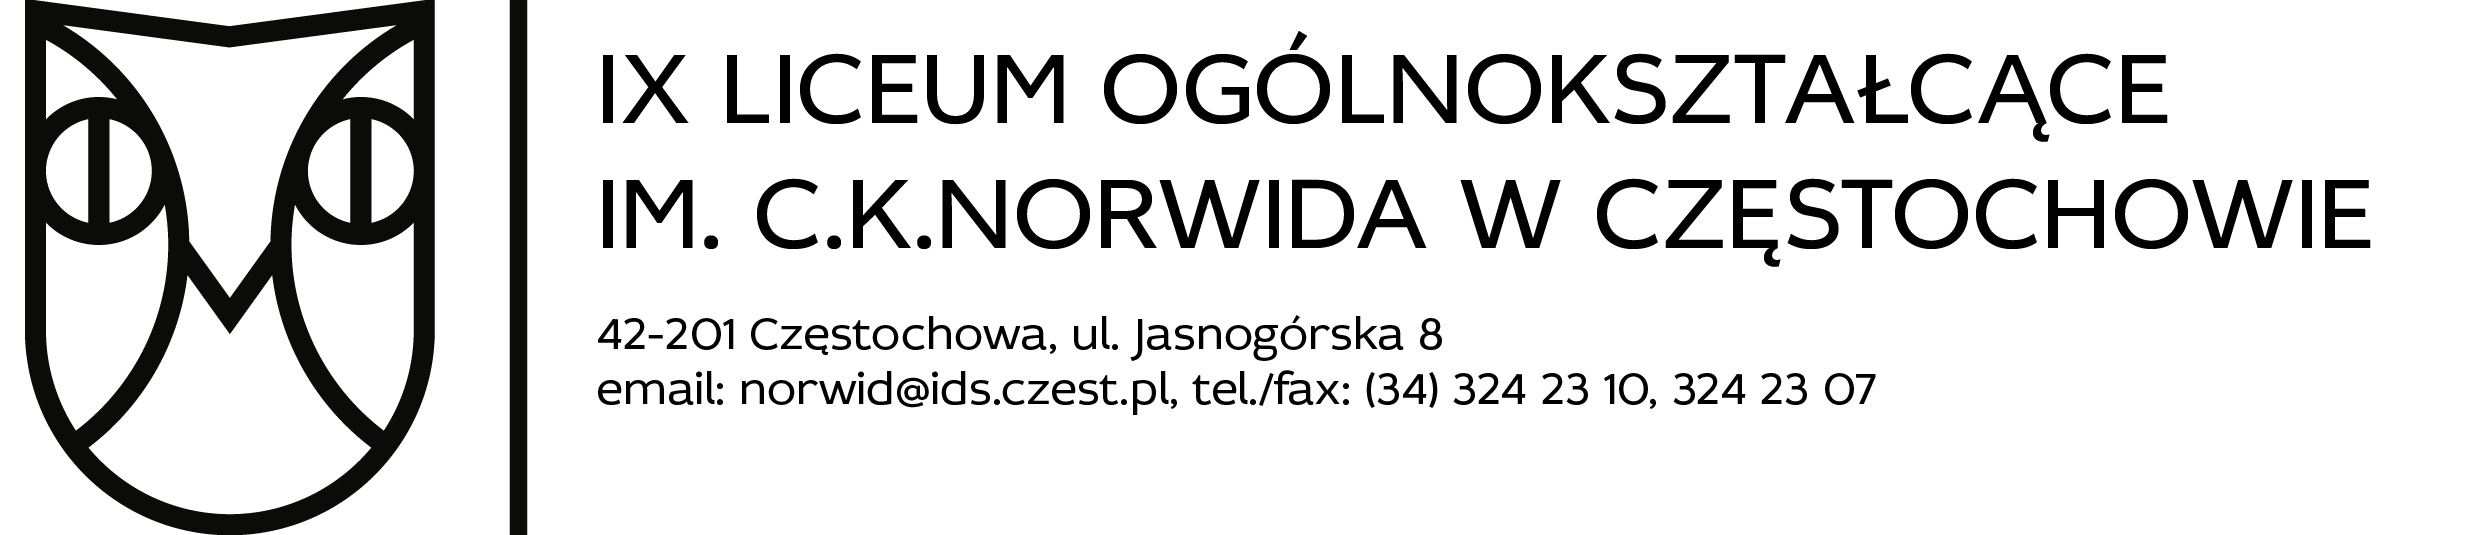 IX LICEUM OGÓLNOKSZTAŁCĄCE
IM. C.K.NORWIDA W CZĘSTOCHOWIE
42-201 Częstochowa, ul. Jasnogórska 8
email: norwid@ids.czest.pl, tel./fax: (34) 324 23 10, 324 23 07